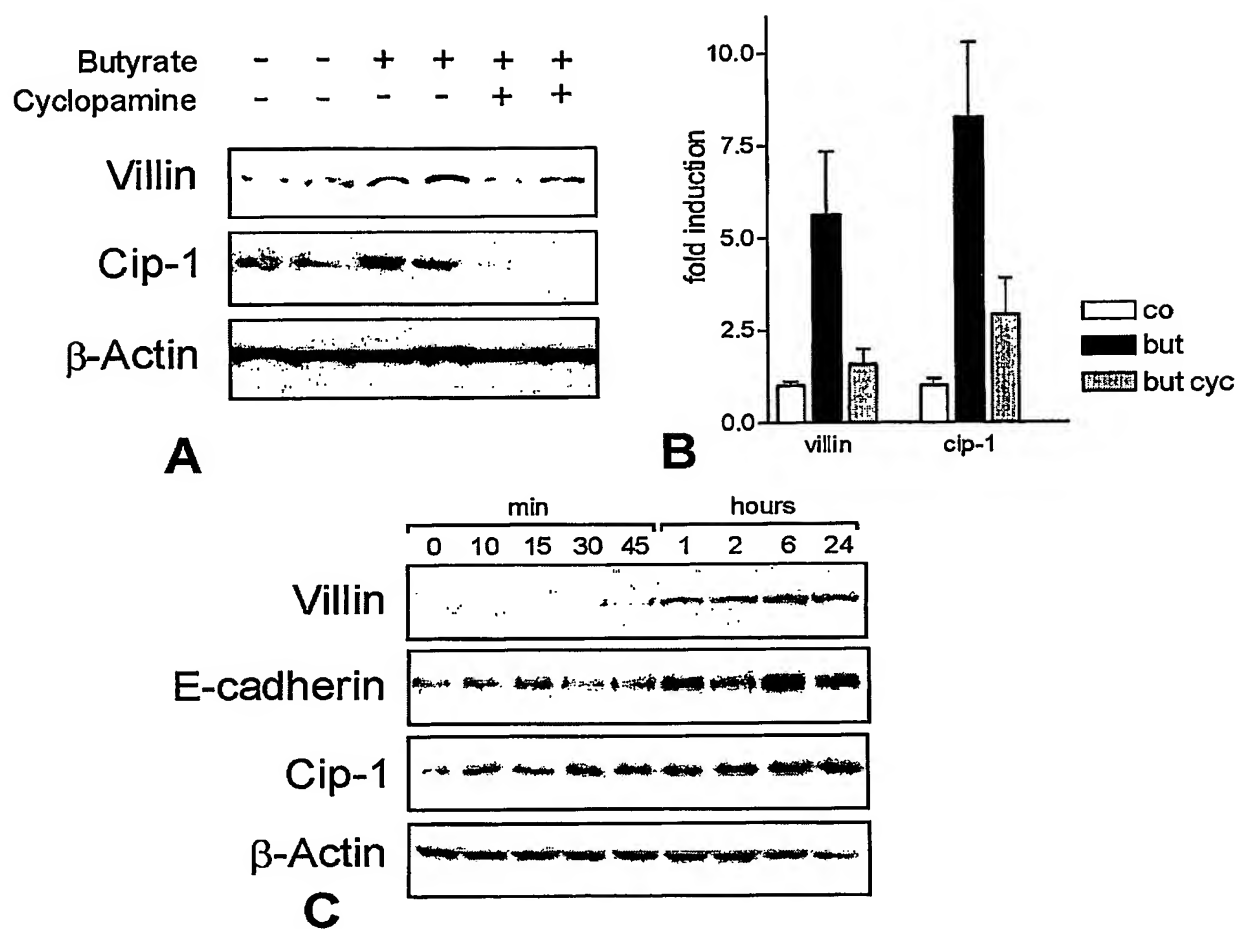 Butyrate - - + + + +
Cyclopamine - - - - + +
Villin
Cip-1
β-Actin
A
10.0
7.5
5.0
2.5
0.0
fold induction
villin cip-1
co
but
but cyc
B
min hours
0 10 15 30 45 1 2 6 24
Villin
E-cadherin
Cip-1
β-Actin
C